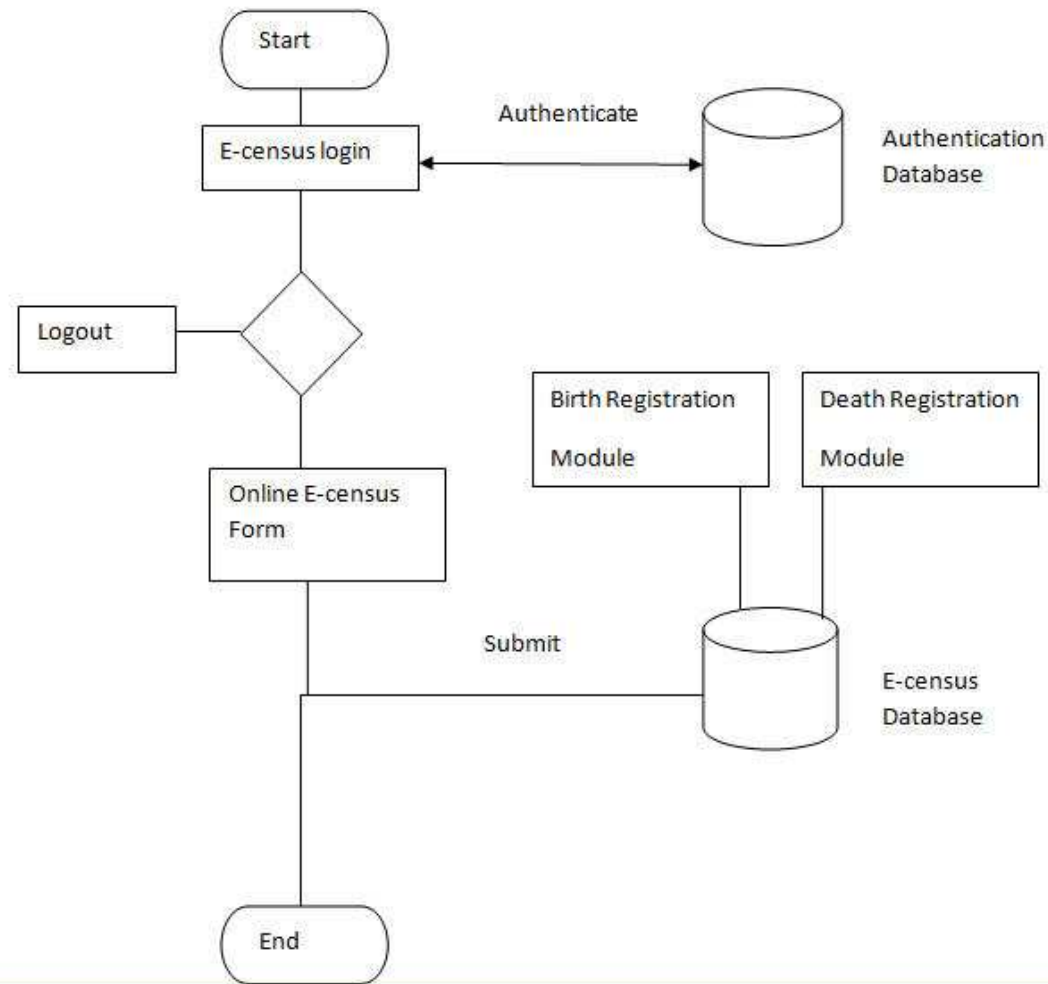 Start
E-census login
Authenticate
Authentication
Database
Logout
Birth Registration
Module
Death Registration
Module
Online E-census
Form
Submit
E-census
Database
End